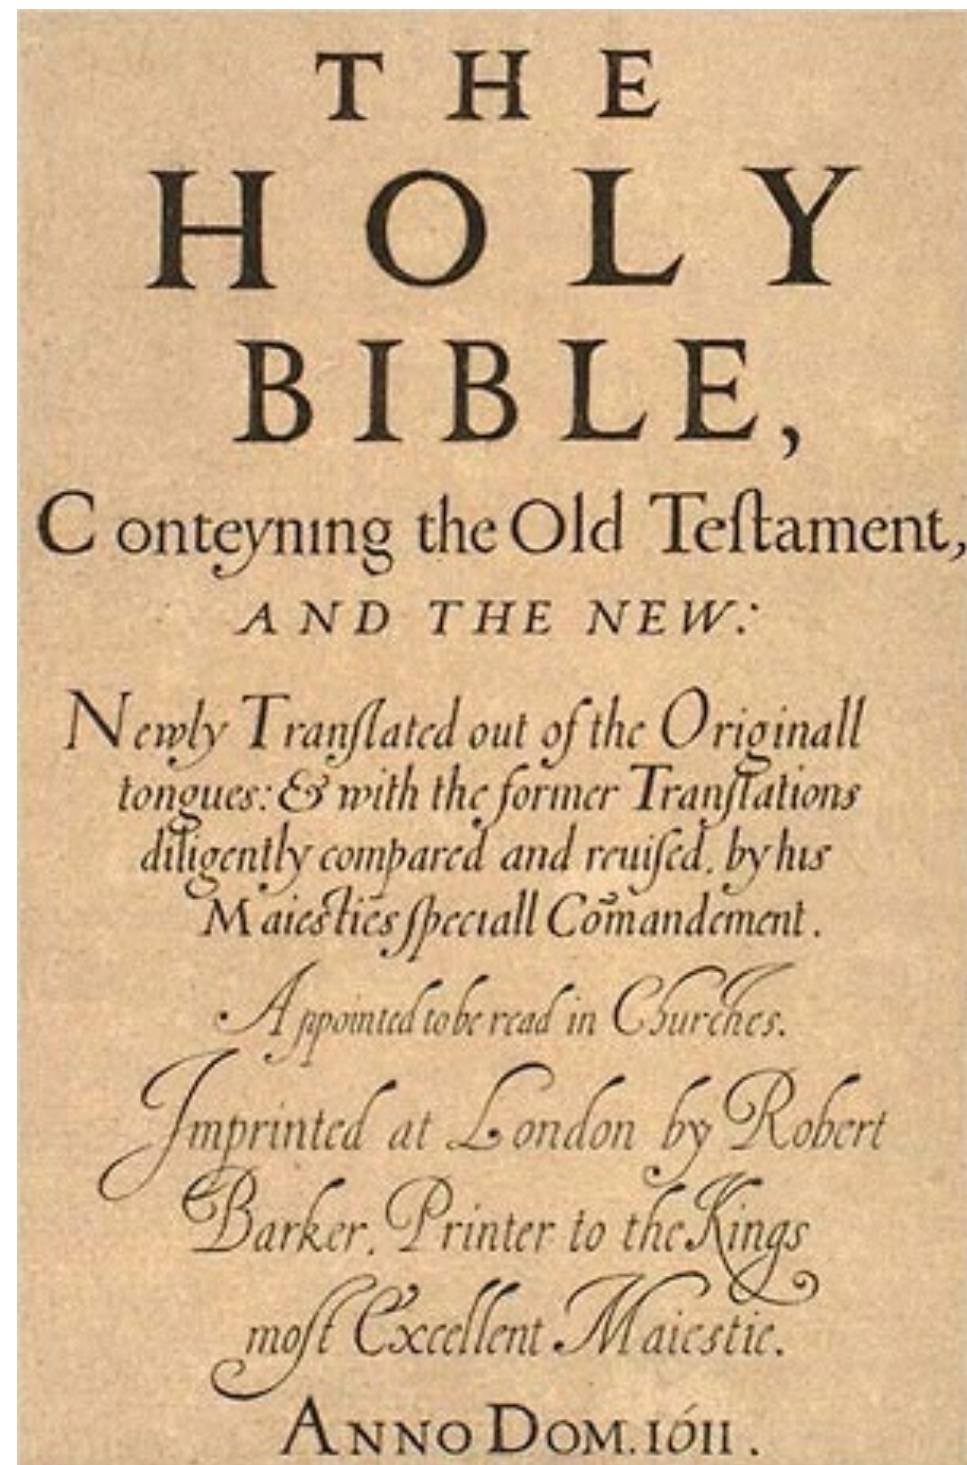 THE
HOLY
BIBLE,
Conteyning the Old Teſtament,
AND THE NEW:
Newly Tranſlated out of the Originall
tongues: & with the former Tranſlations
diligently compared and reuiſed, by his
Maiesties ſpeciall Com̃andement.
Appointed to be read in Churches.
Imprinted at London by Robert
Barker, Printer to the Kings
moſt Excellent Maiestie.
ANNO DOM. 1611.